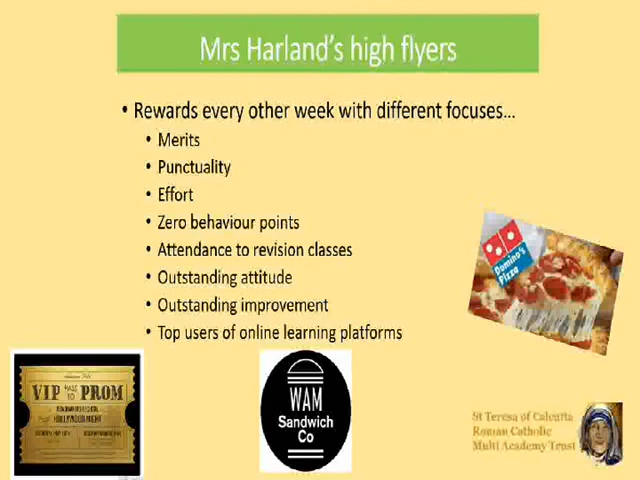 Mrs Harland's high flyers
• Rewards every other week with different focuses...
• Merits
• Punctuality
• Effort
• Zero behaviour points
• Attendance to revision classes
• Outstanding attitude
• Outstanding improvement
• Top users of online learning platforms
Domino's
Pizza
VIP PASS TO PROM
HOLLYWOOD NIGHT
WAM
Sandwich
Co
St Teresa of Calcutta
Roman Catholic
Multi Academy Trust